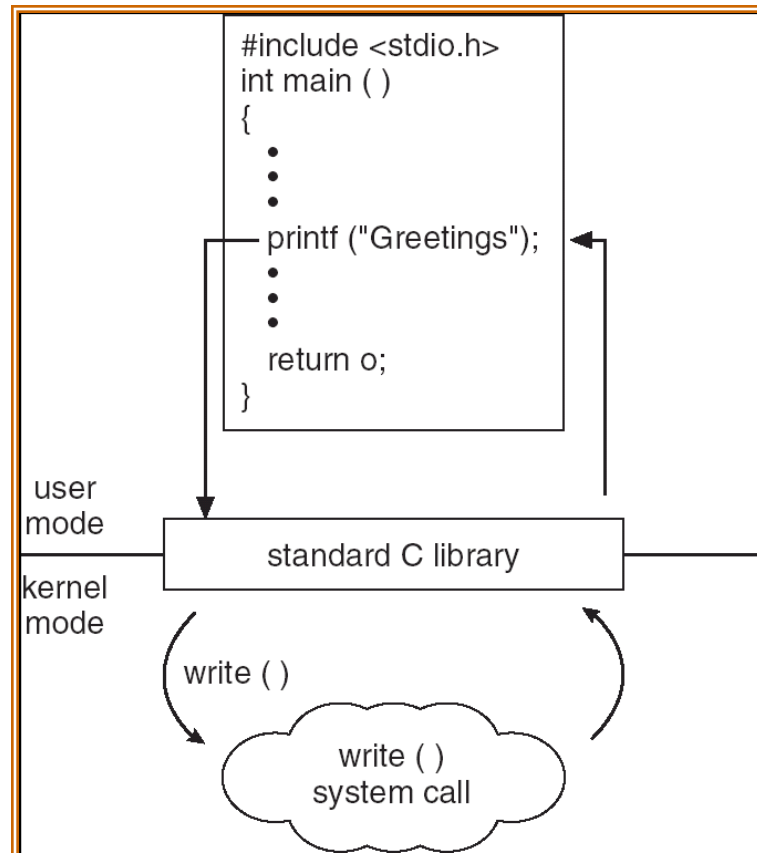 #include <stdio.h>
int main ( )
{
•
•
•
printf ("Greetings");
•
•
•
return o;
}
user
mode
standard C library
kernel
mode
write ( )
write ( )
system call